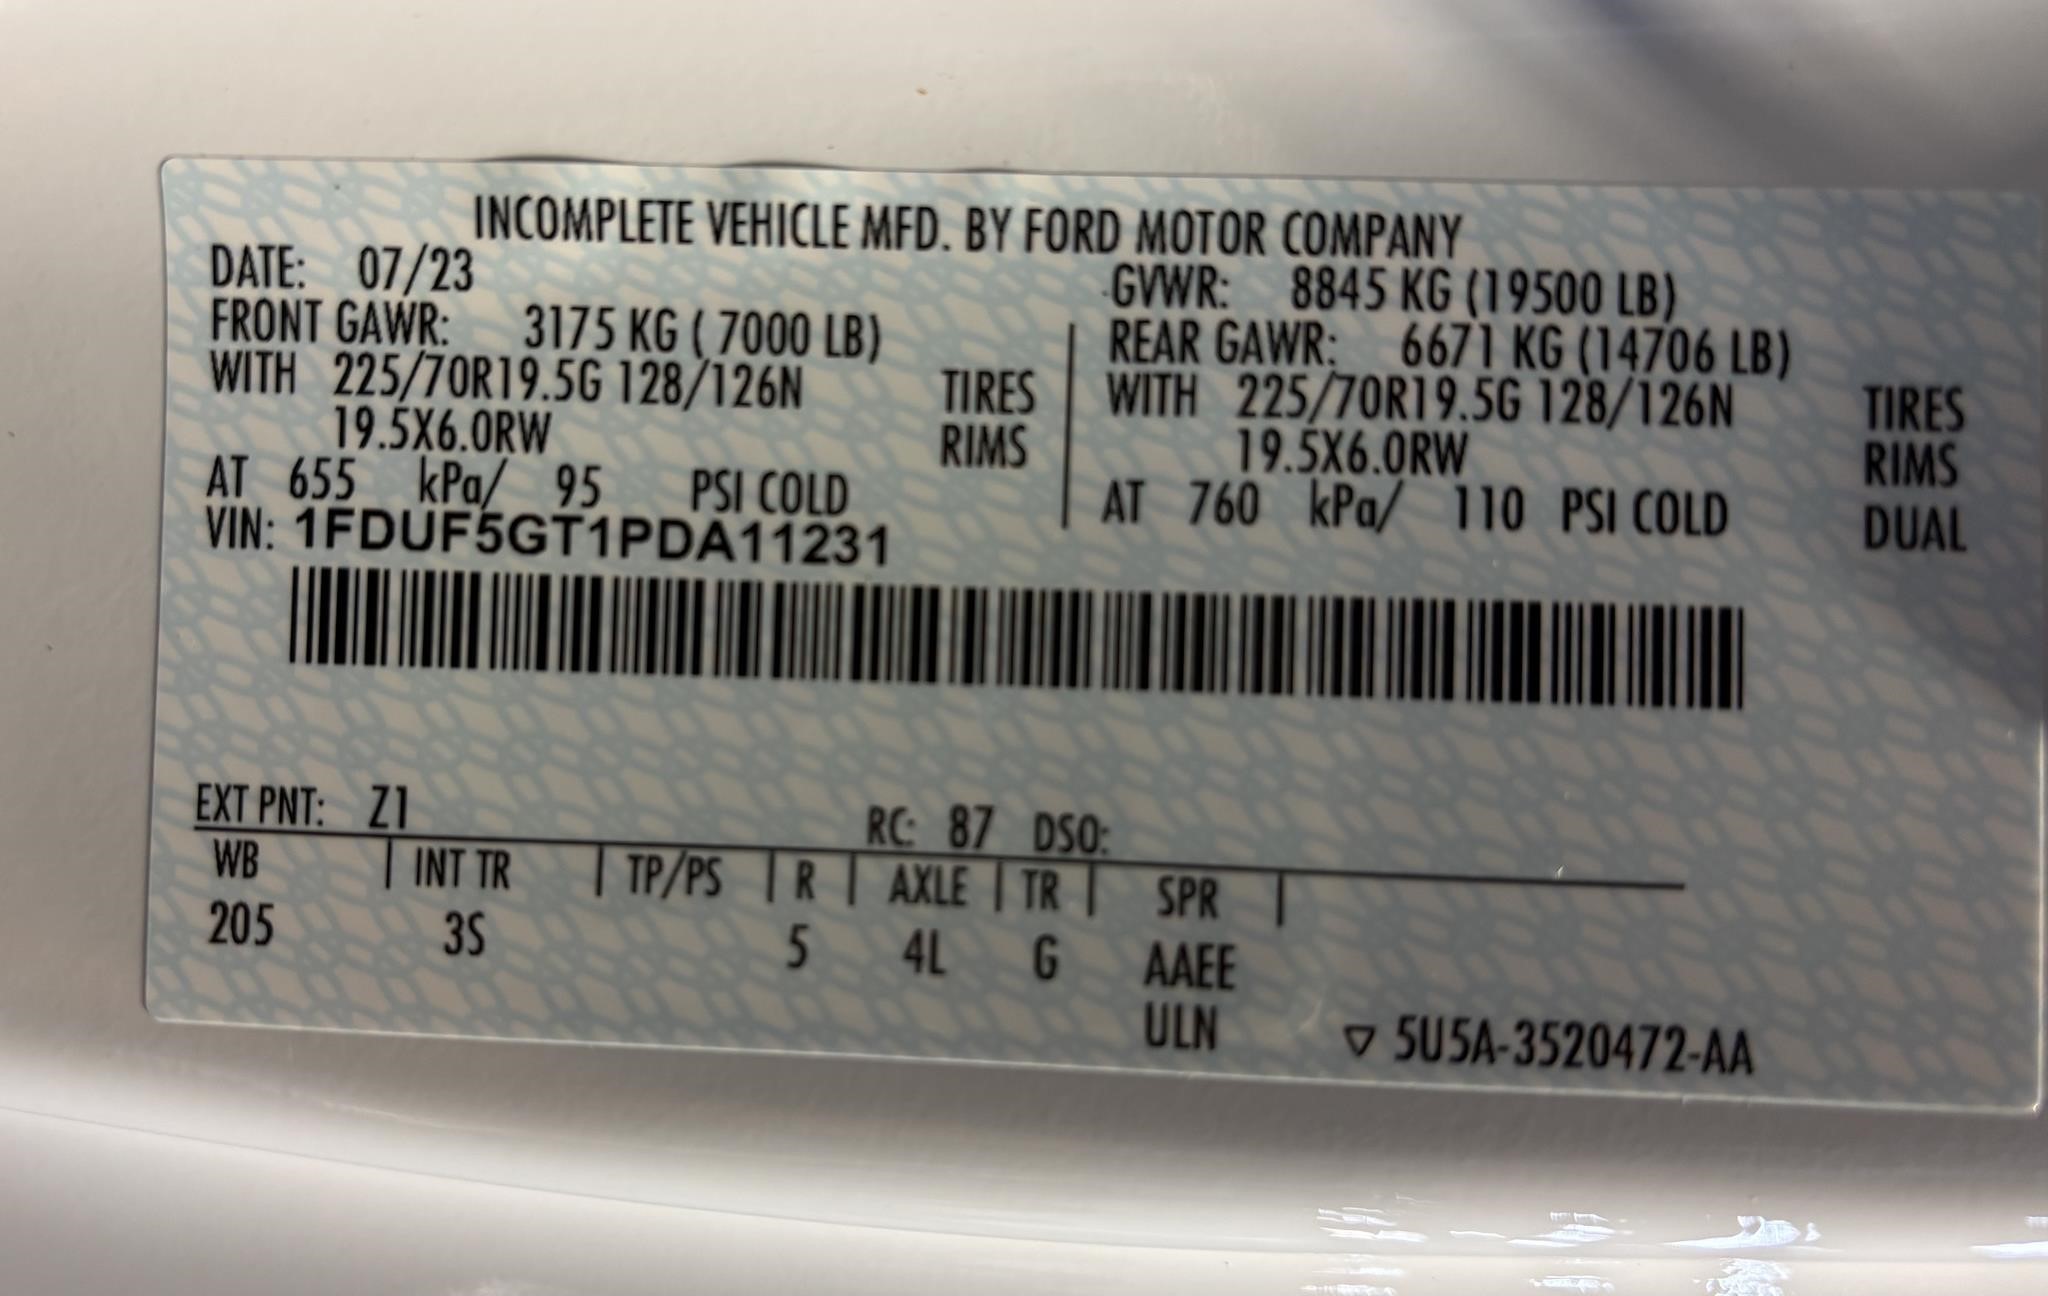 INCOMPLETE VEHICLE MFD. BY FORD MOTOR COMPANY
DATE: 07/23 GVWR: 8845 KG (19500 LB)
FRONT GAWR: 3175 KG ( 7000 LB) REAR GAWR: 6671 KG (14706 LB)
WITH 225/70R19.5G 128/126N TIRES WITH 225/70R19.5G 128/126N TIRES
19.5X6.0RW RIMS 19.5X6.0RW RIMS
AT 655 kPa/ 95 PSI COLD AT 760 kPa/ 110 PSI COLD DUAL
VIN: 1FDUF5GT1PDA11231
EXT PNT: Z1 RC: 87 DSO:
WB INT TR TP/PS R AXLE TR SPR
205 3S 5 4L G AAEE
ULN ▽ 5U5A-3520472-AA